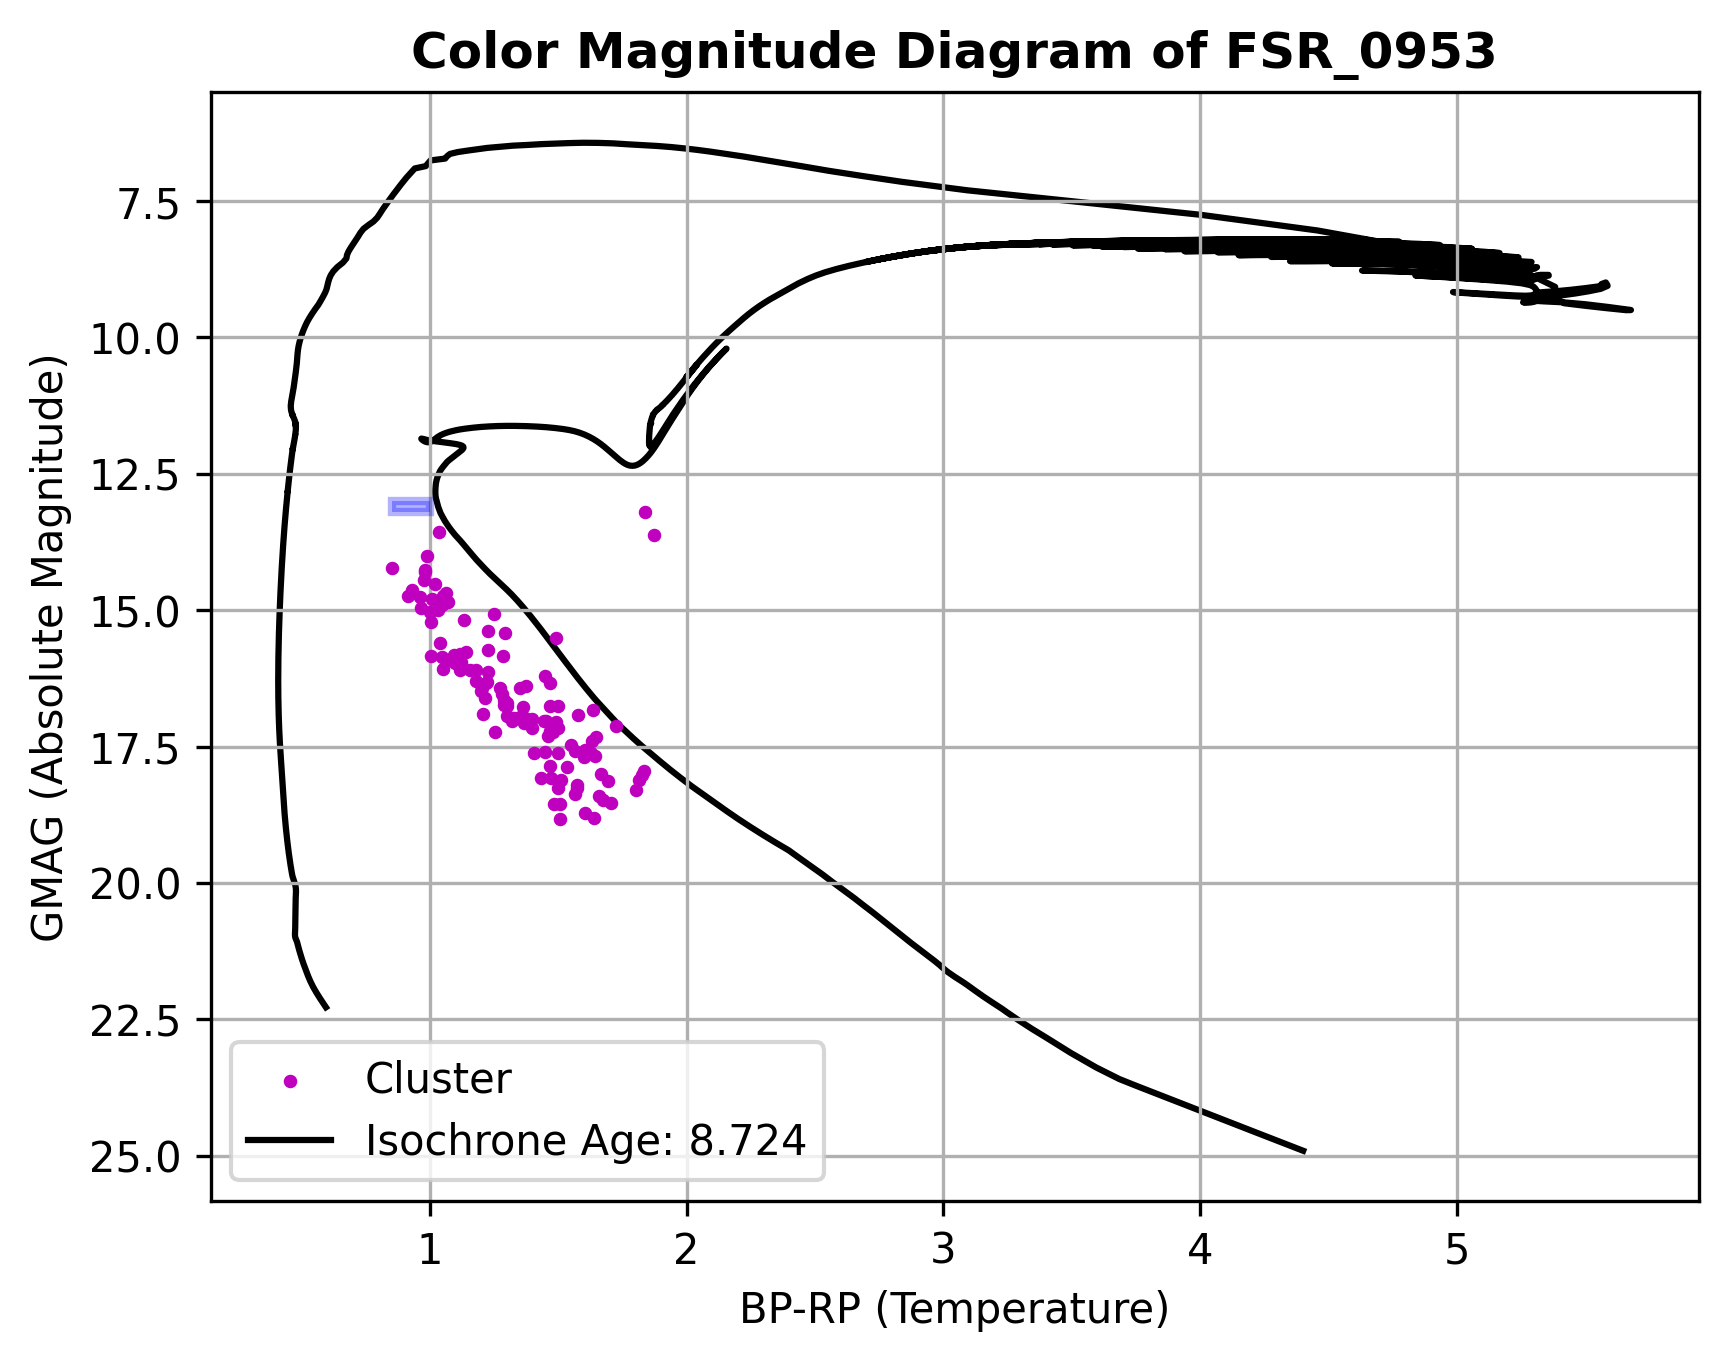 Color Magnitude Diagram of FSR_0953
GMAG (Absolute Magnitude)
7.5
10.0
12.5
15.0
17.5
20.0
22.5
25.0
Cluster
Isochrone Age: 8.724
1
2
3
4
5
BP-RP (Temperature)